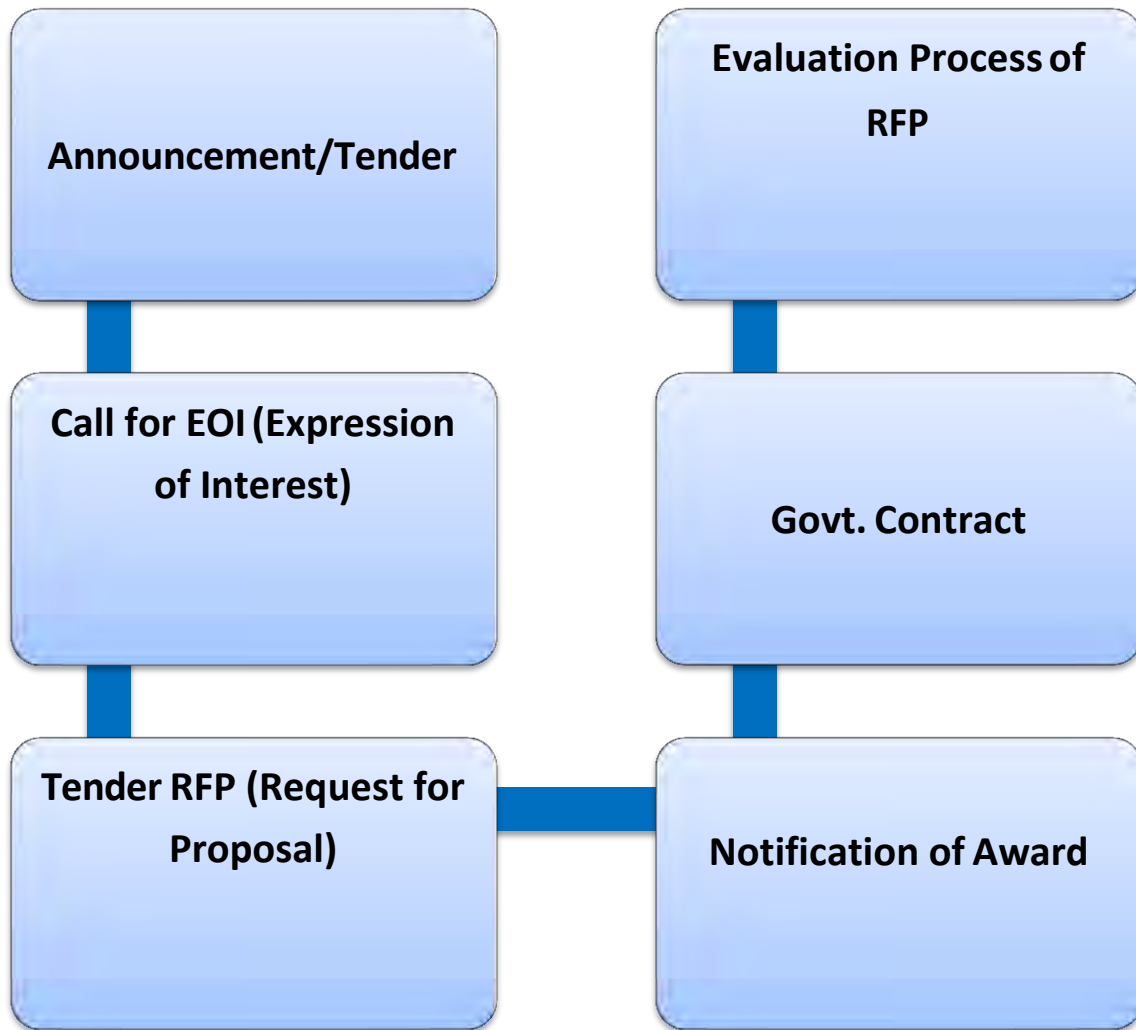 Announcement/Tender
Call for EOI (Expression
of Interest)
Tender RFP (Request for
Proposal)
Notification of Award
Govt. Contract
Evaluation Process of
RFP